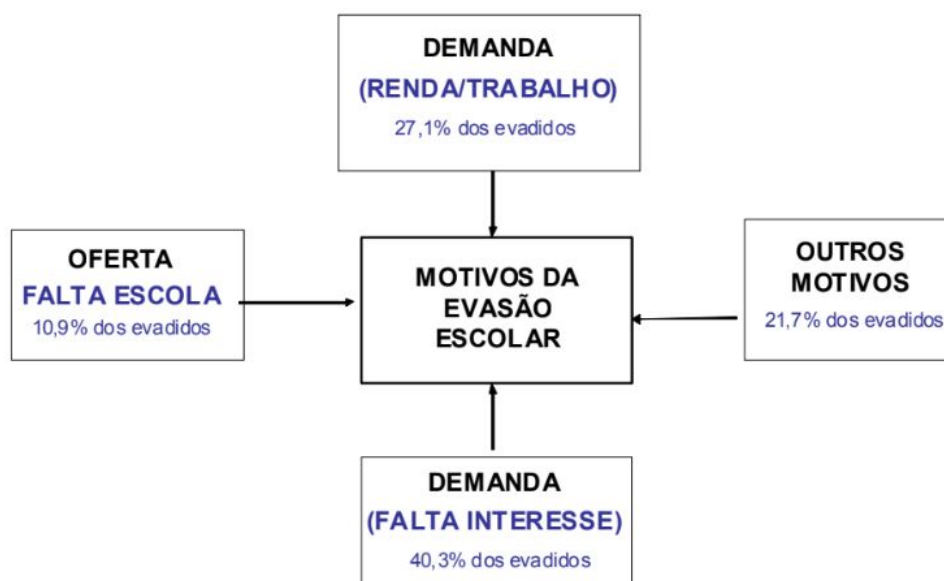 DEMANDA
(RENDA/TRABALHO)
27,1% dos evadidos
OFERTA
FALTA ESCOLA
10,9% dos evadidos
MOTIVOS DA
EVASÃO
ESCOLAR
OUTROS
MOTIVOS
21,7% dos evadidos
DEMANDA
(FALTA INTERESSE)
40,3% dos evadidos